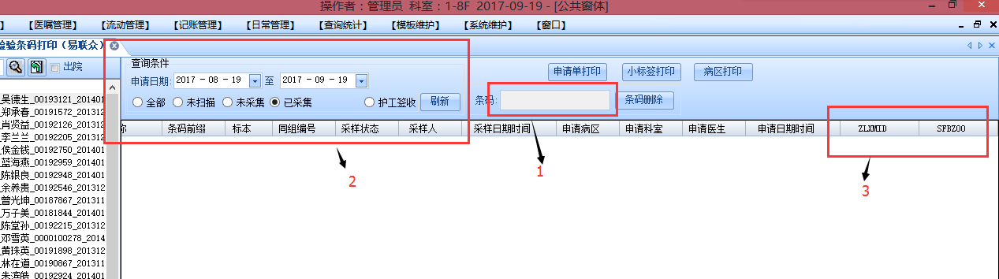 操作者：管理员 科室：1-8F 2017-09-19 - [公共窗体]
】 【医嘱管理】 【流动管理】 【记账管理】 【日常管理】 【查询统计】 【模板维护】 【系统维护】 【窗口】
检验条码打印（易联众）
出院
查询条件
申请日期: 2017 - 08 - 19 至 2017 - 09 - 19
全部 未扫描 未采集 已采集 护工签收 刷新
申请单打印 小标签打印 病区打印
条码: 条码删除
称 条码前缀 标本 同组编号 采样状态 采样人 采样日期时间 申请病区 申请科室 申请医生 申请日期时间 ZLXMID SFBZ00
1
2
3
_吴德生_00193121_201401
_郑承春_00191572_201312
_肖贤益_00192126_201312
_李兰兰_00192205_201312
_侯金钱_00192750_201401
_蓝海燕_00192959_201401
_陈银良_00192948_201401
_余养贵_00192546_201312
_曾光坤_00187867_201311
_万子美_00181844_201401
_陈堂孙_00192215_201312
_邓雪英_0000100278_2014
_黄珠英_00191898_201312
_林在道_00190867_201311
_朱滨皓_00192924_201401